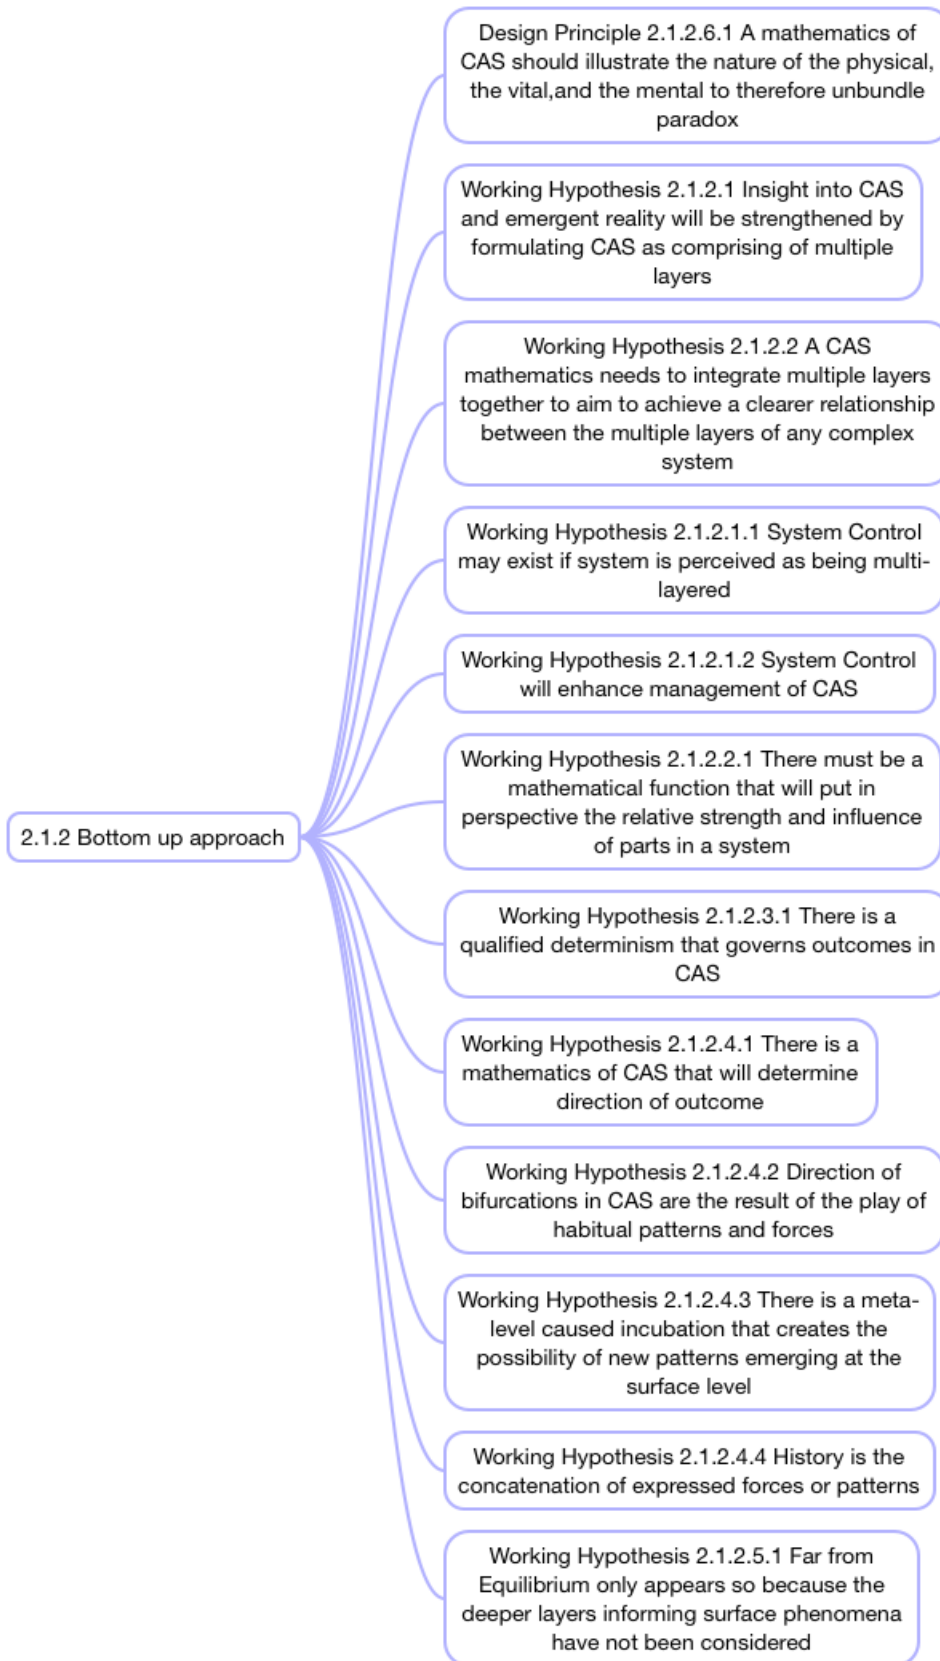 Design Principle 2.1.2.6.1 A mathematics of
CAS should illustrate the nature of the physical,
the vital,and the mental to therefore unbundle
paradox
Working Hypothesis 2.1.2.1 Insight into CAS
and emergent reality will be strengthened by
formulating CAS as comprising of multiple
layers
Working Hypothesis 2.1.2.2 A CAS
mathematics needs to integrate multiple layers
together to aim to achieve a clearer relationship
between the multiple layers of any complex
system
Working Hypothesis 2.1.2.1.1 System Control
may exist if system is perceived as being multi-
layered
Working Hypothesis 2.1.2.1.2 System Control
will enhance management of CAS
Working Hypothesis 2.1.2.2.1 There must be a
mathematical function that will put in
perspective the relative strength and influence
of parts in a system
2.1.2 Bottom up approach
Working Hypothesis 2.1.2.3.1 There is a
qualified determinism that governs outcomes in
CAS
Working Hypothesis 2.1.2.4.1 There is a
mathematics of CAS that will determine
direction of outcome
Working Hypothesis 2.1.2.4.2 Direction of
bifurcations in CAS are the result of the play of
habitual patterns and forces
Working Hypothesis 2.1.2.4.3 There is a meta-
level caused incubation that creates the
possibility of new patterns emerging at the
surface level
Working Hypothesis 2.1.2.4.4 History is the
concatenation of expressed forces or patterns
Working Hypothesis 2.1.2.5.1 Far from
Equilibrium only appears so because the
deeper layers informing surface phenomena
have not been considered